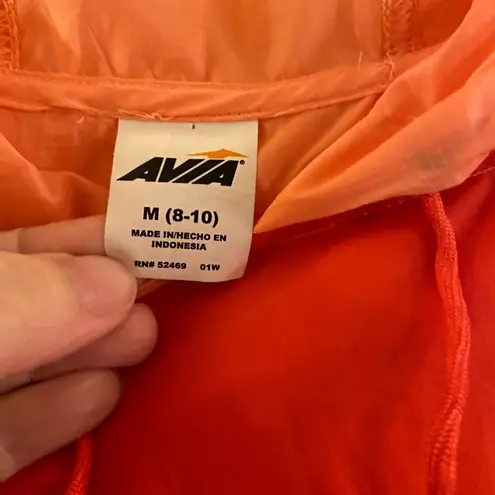 AVIA®
M (8-10)
MADE IN/HECHO EN
INDONESIA
RN# 52469 01W